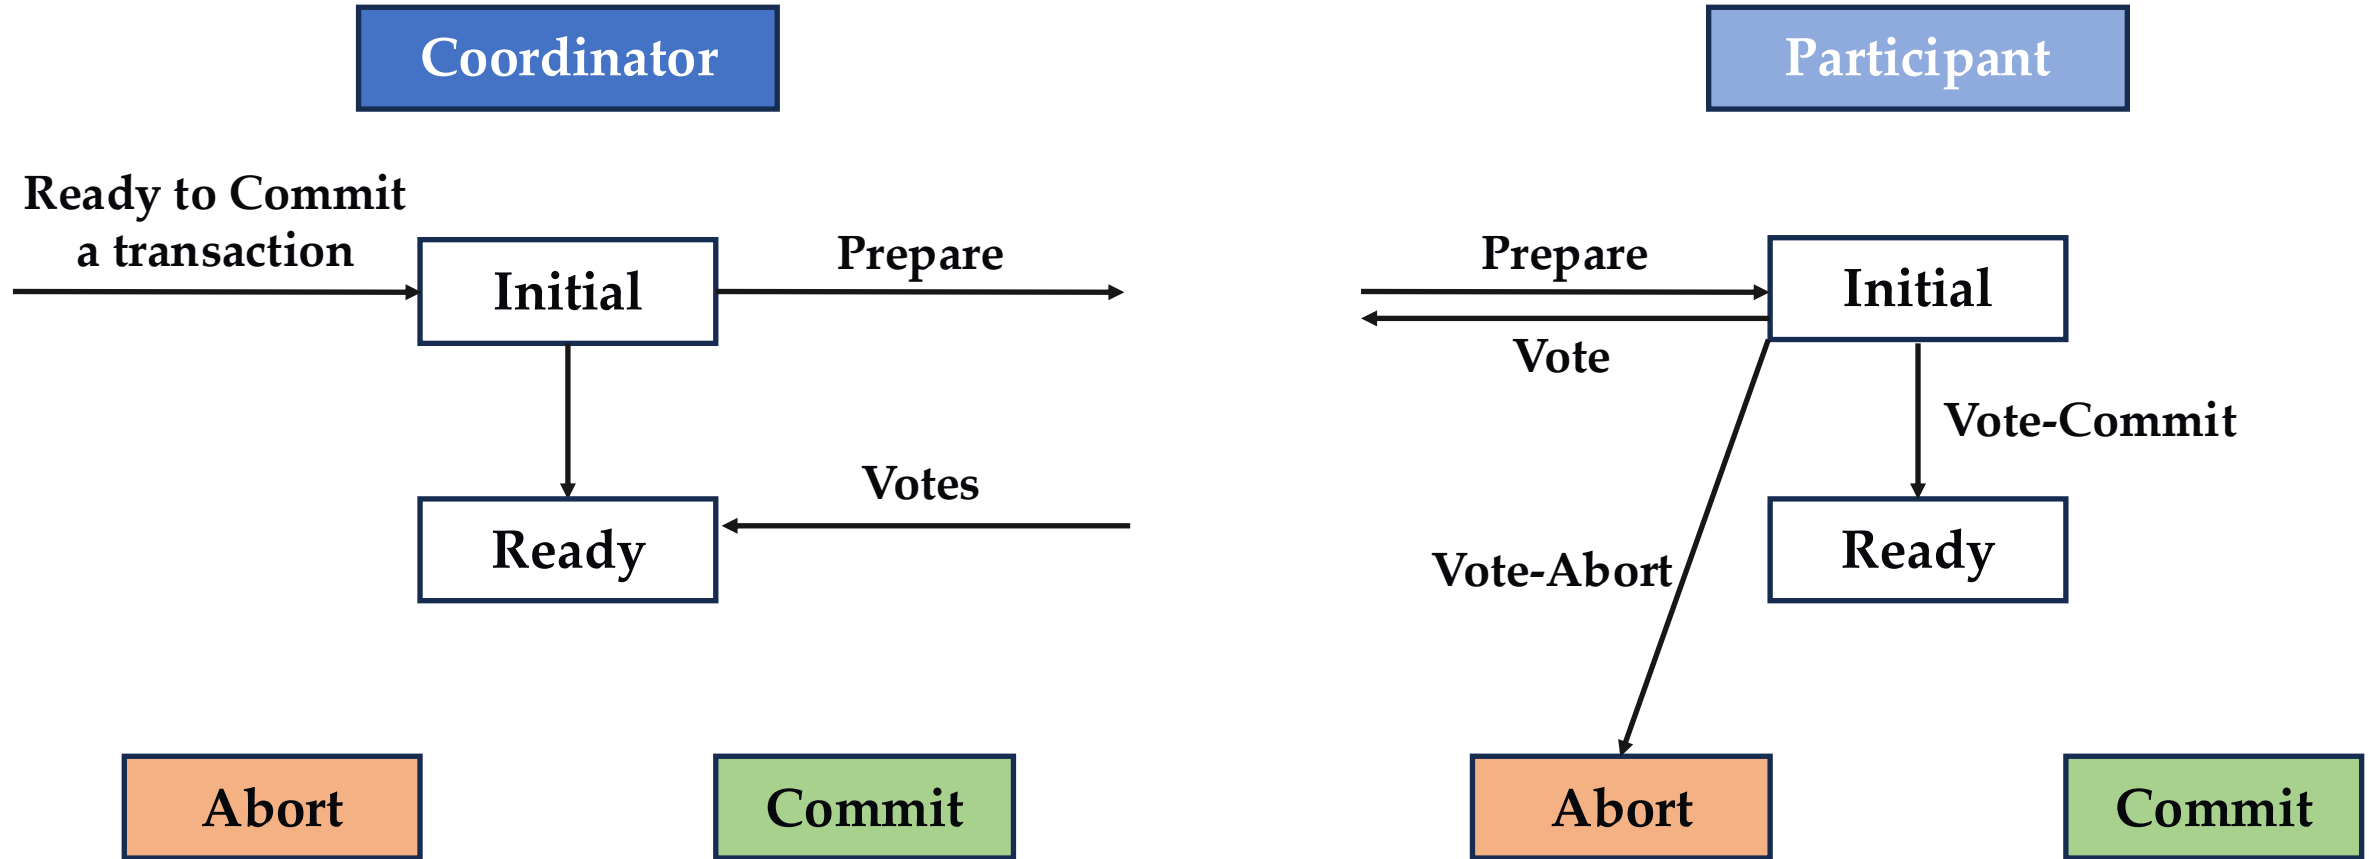 Coordinator
Participant
Ready to Commit
a transaction
Initial
Prepare
Prepare
Initial
Vote
Vote-Commit
Votes
Ready
Vote-Abort
Ready
Abort
Commit
Abort
Commit